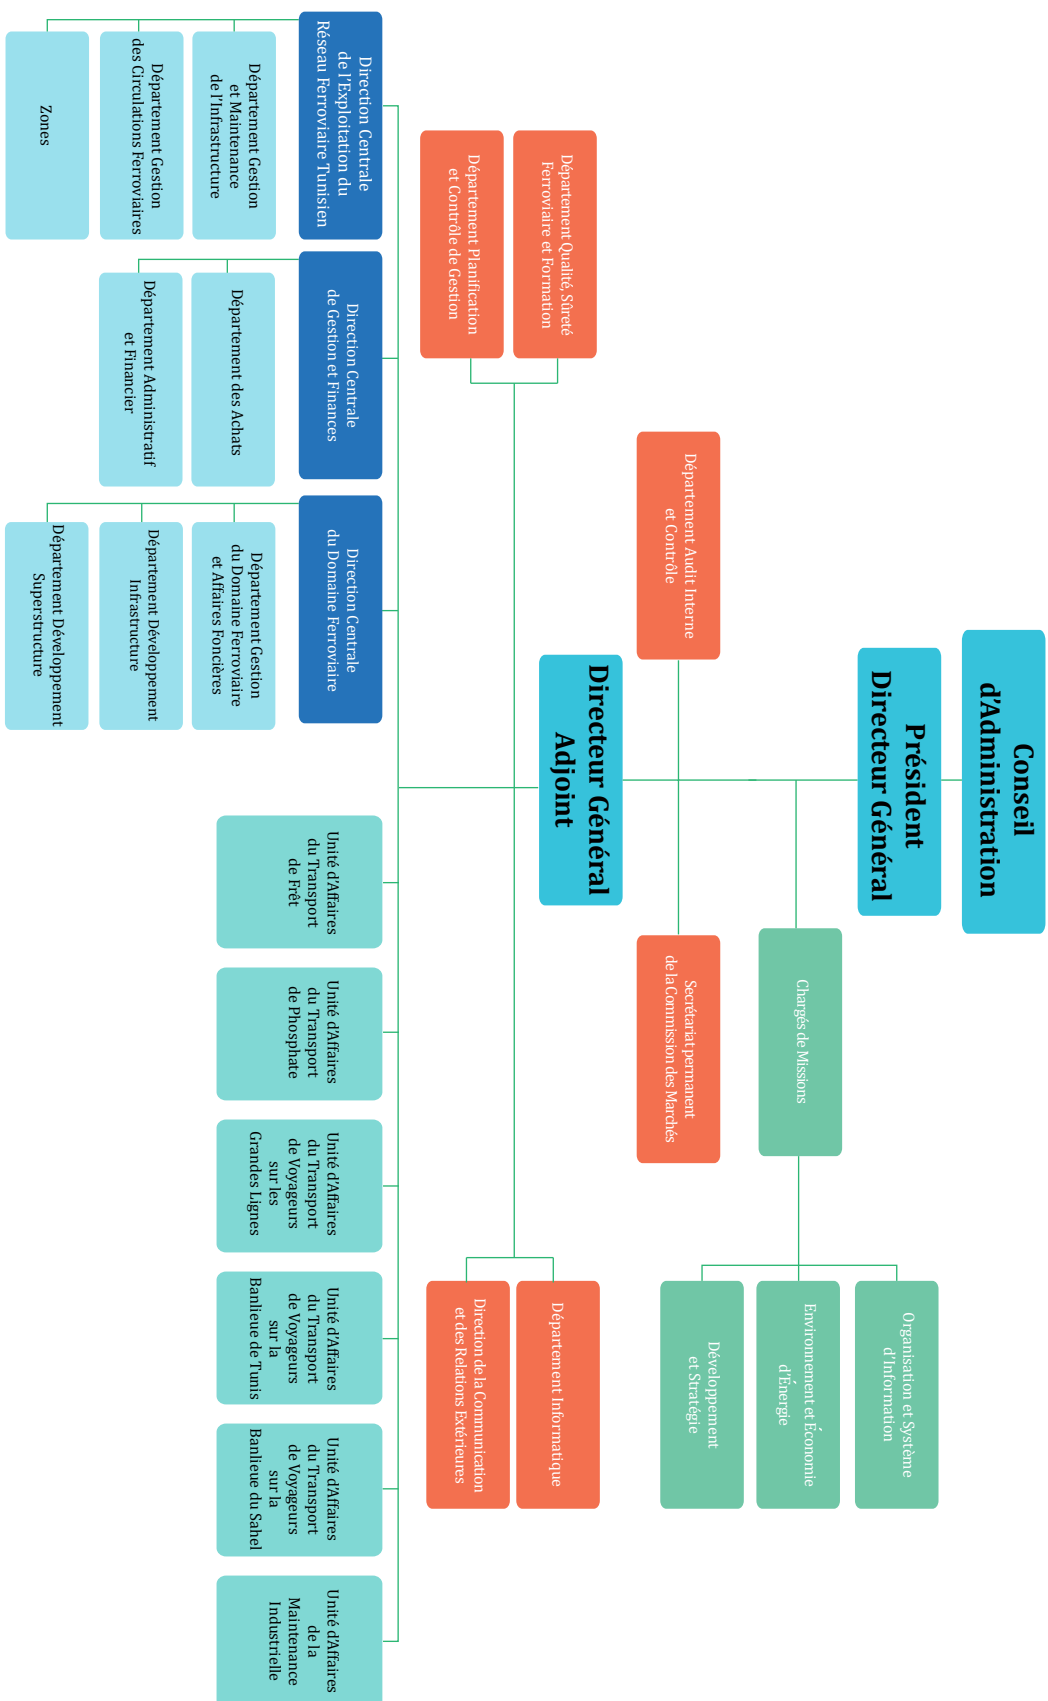 Conseil
d'Administration
Président
Directeur Général
Chargés de Missions
Organisation et Système
d'Information
Environnement et Économie
d'Énergie
Développement
et Stratégie
Département Audit Interne
et Contrôle
Secrétariat permanent
de la Commission des Marchés
Directeur Général
Adjoint
Département Qualité, Sûreté
Ferroviaire et Formation
Département Planification
et Contrôle de Gestion
Département Informatique
Direction de la Communication
et des Relations Extérieures
Direction Centrale
de l'Exploitation du
Réseau Ferroviaire Tunisien
Département Gestion
et Maintenance
de l'Infrastructure
Département Gestion
des Circulations Ferroviaires
Zones
Direction Centrale
de Gestion et Finances
Département des Achats
Département Administratif
et Financier
Direction Centrale
du Domaine Ferroviaire
Département Gestion
du Domaine Ferroviaire
et Affaires Foncières
Département Développement
Infrastructure
Département Développement
Superstructure
Unité d'Affaires
du Transport
de Frêt
Unité d'Affaires
du Transport
de Phosphate
Unité d'Affaires
du Transport
de Voyageurs
sur les
Grandes Lignes
Unité d'Affaires
du Transport
de Voyageurs
sur la
Banlieue de Tunis
Unité d'Affaires
du Transport
de Voyageurs
sur la
Banlieue du Sahel
Unité d'Affaires
de la
Maintenance
Industrielle